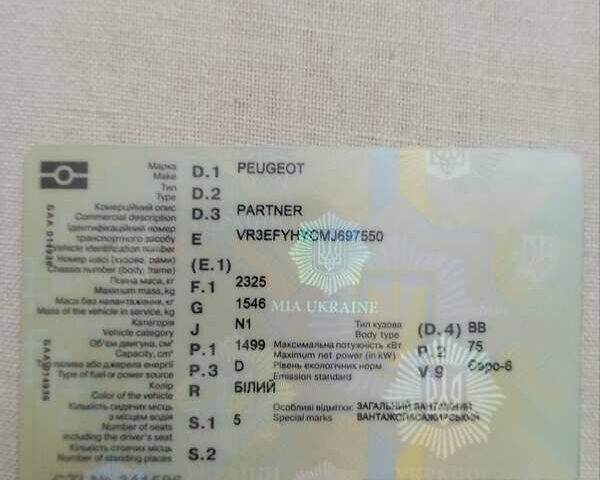 Марка
Make D.1 PEUGEOT
Тип
Type D.2
Комерційний опис
Commercial description D.3 PARTNER
Ідентифікаційний номер
транспортного засобу E VR3EFYHYCMJ697550
Vehicle identification number
Номер шасі (кузова, рами) (E.1)
Chassis number (body, frame)
Повна маса, кг F.1 2325
Maximum mass, kg
Маса без навантаження, кг G 1546 MIA UKRAINE
Mass of the vehicle in service, kg
Категорія J N1 Тип кузова (D.4) BB
Vehicle category Body type
Об'єм двигуна, см³ P.1 1499 Максимальна потужність кВт P.2 75
Capacity, cm³ Maximum net power (in kW)
Тип палива або джерела енергії P.3 D Рівень екологічних норм V.9 Євро-6
Type of fuel or power source Emission standard
Колір R БІЛИЙ
Color of the vehicle
Кількість сидячих місць Особливі відмітки: ЗАГАЛЬНИЙ ВАНТАЖНИЙ
з місцем водія S.1 5 Special marks ВАНТАЖОПАСАЖИРСЬКИЙ
Number of seats
including the driver's seat
Кількість стоячих місць S.2
Number of standing places